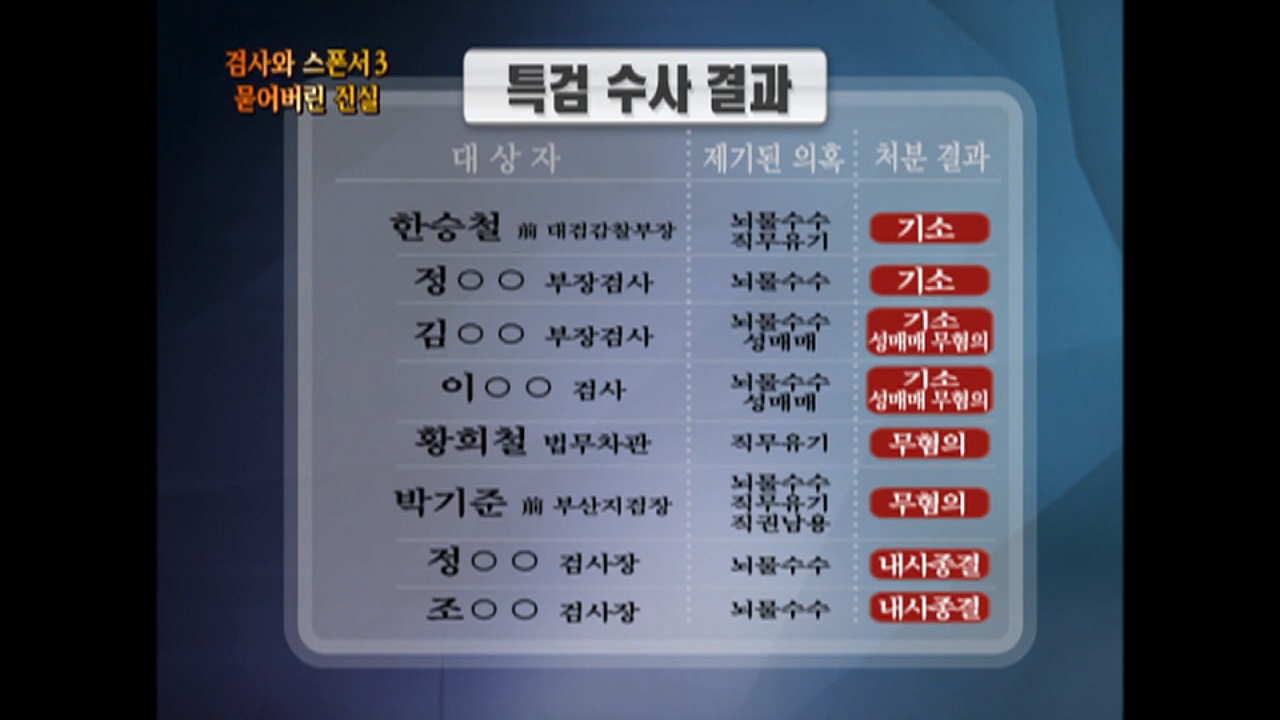 검사와 스폰서 3
묻어버린 진실
특검 수사 결과
대 상 자 제기된 의혹 처분 결과
한승철 前 대검감찰부장 뇌물수수 기소
직무유기
정○○ 부장검사 뇌물수수 기소
김○○ 부장검사 뇌물수수 기소
성매매 성매매 무혐의
이○○ 검사 뇌물수수 기소
성매매 성매매 무혐의
황희철 법무차관 직무유기 무혐의
박기준 前 부산지검장 뇌물수수 무혐의
직무유기
직권남용
정○○ 검사장 뇌물수수 내사종결
조○○ 검사장 뇌물수수 내사종결